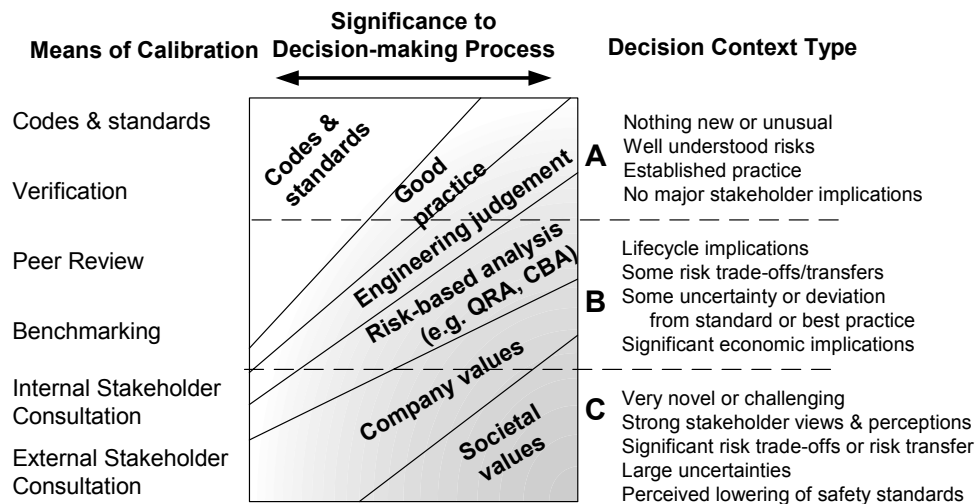 Significance to
Decision-making Process
Means of Calibration
Decision Context Type
Codes & standards
Verification
Peer Review
Benchmarking
Internal Stakeholder
Consultation
External Stakeholder
Consultation
Codes &
standards
Good
practice
Engineering judgement
Risk-based analysis
(e.g. QRA, CBA)
Company values
Societal
values
A
Nothing new or unusual
Well understood risks
Established practice
No major stakeholder implications
B
Lifecycle implications
Some risk trade-offs/transfers
Some uncertainty or deviation
from standard or best practice
Significant economic implications
C
Very novel or challenging
Strong stakeholder views & perceptions
Significant risk trade-offs or risk transfer
Large uncertainties
Perceived lowering of safety standards